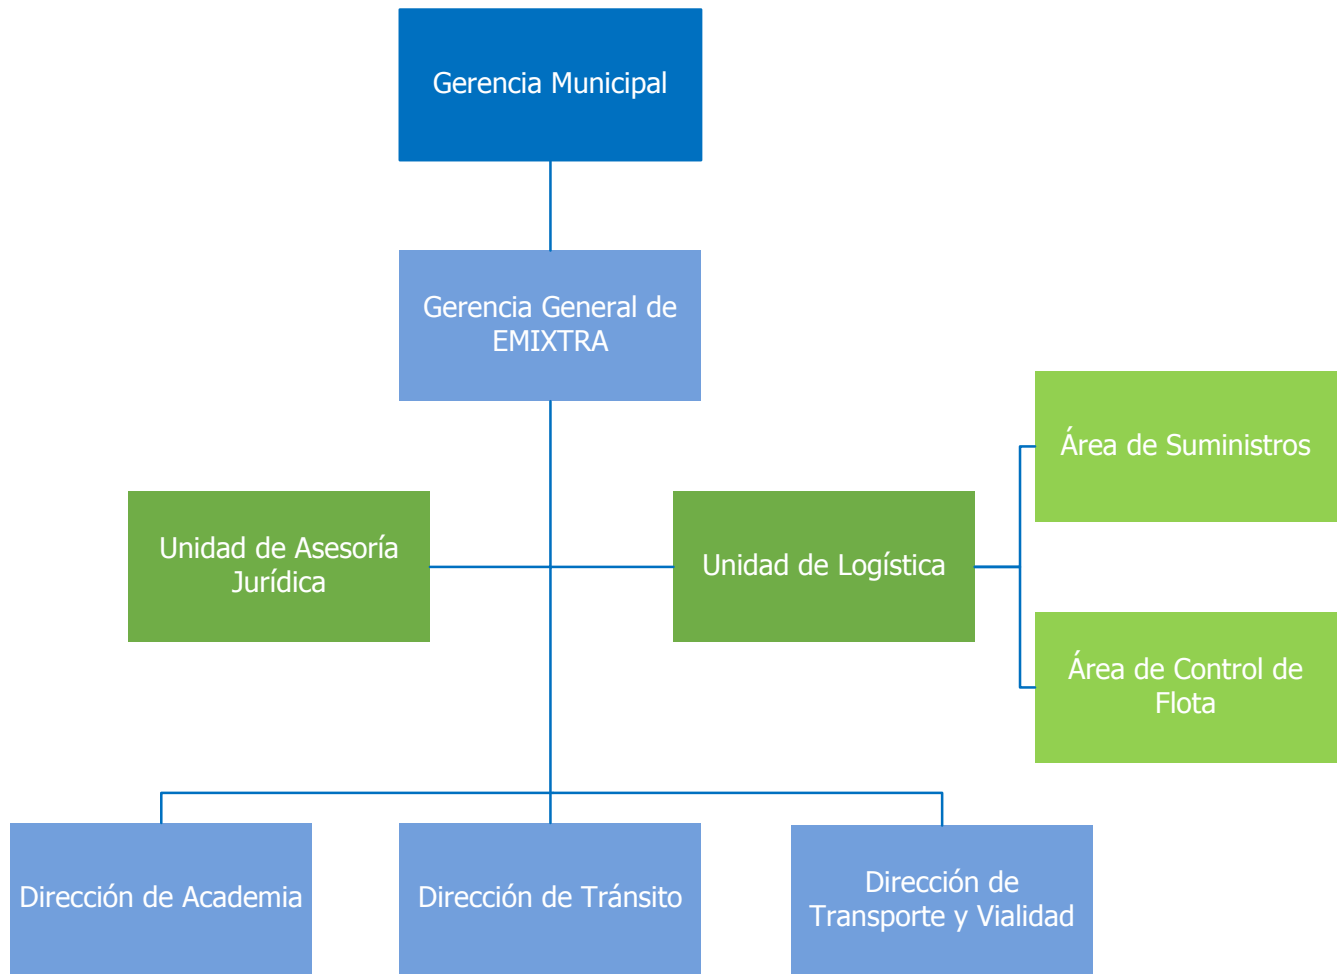 Gerencia Municipal
Gerencia General de
EMIXTRA
Área de Suministros
Unidad de Asesoría
Jurídica
Unidad de Logística
Área de Control de
Flota
Dirección de Academia
Dirección de Tránsito
Dirección de
Transporte y Vialidad